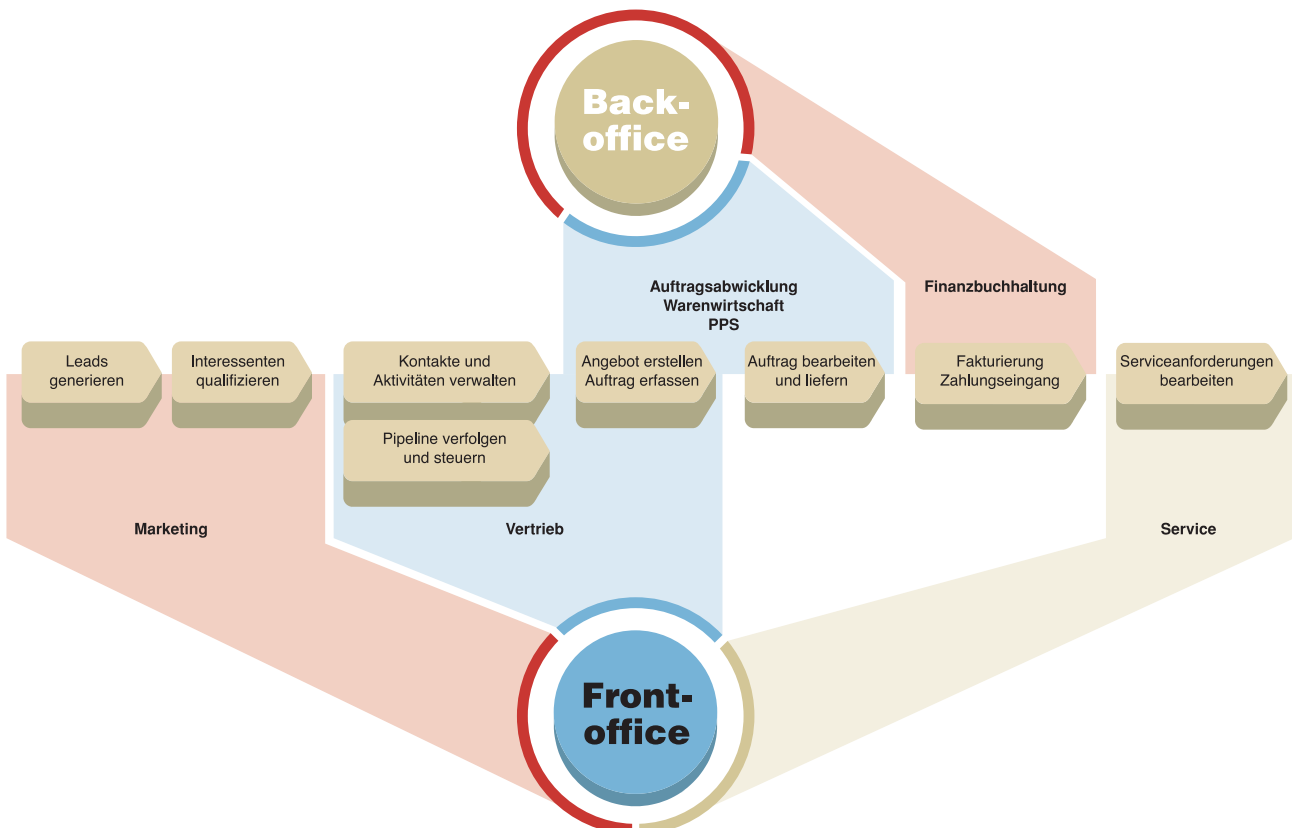 Back-
office
Auftragsabwicklung
Warenwirtschaft
PPS
Finanzbuchhaltung
Leads
generieren
Interessenten
qualifizieren
Kontakte und
Aktivitäten verwalten
Angebot erstellen
Auftrag erfassen
Auftrag bearbeiten
und liefern
Fakturierung
Zahlungseingang
Serviceanforderungen
bearbeiten
Pipeline verfolgen
und steuern
Marketing
Vertrieb
Service
Front-
office